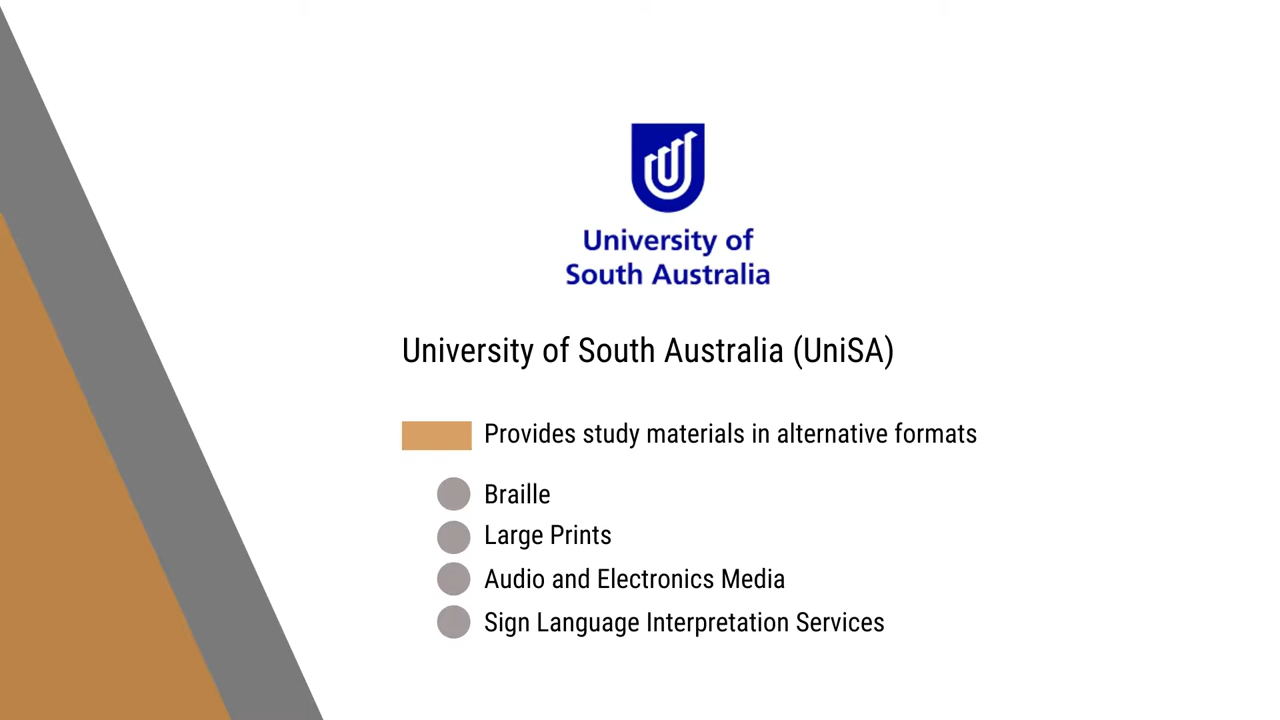 University of
South Australia
University of South Australia (UniSA)
Provides study materials in alternative formats
Braille
Large Prints
Audio and Electronics Media
Sign Language Interpretation Services